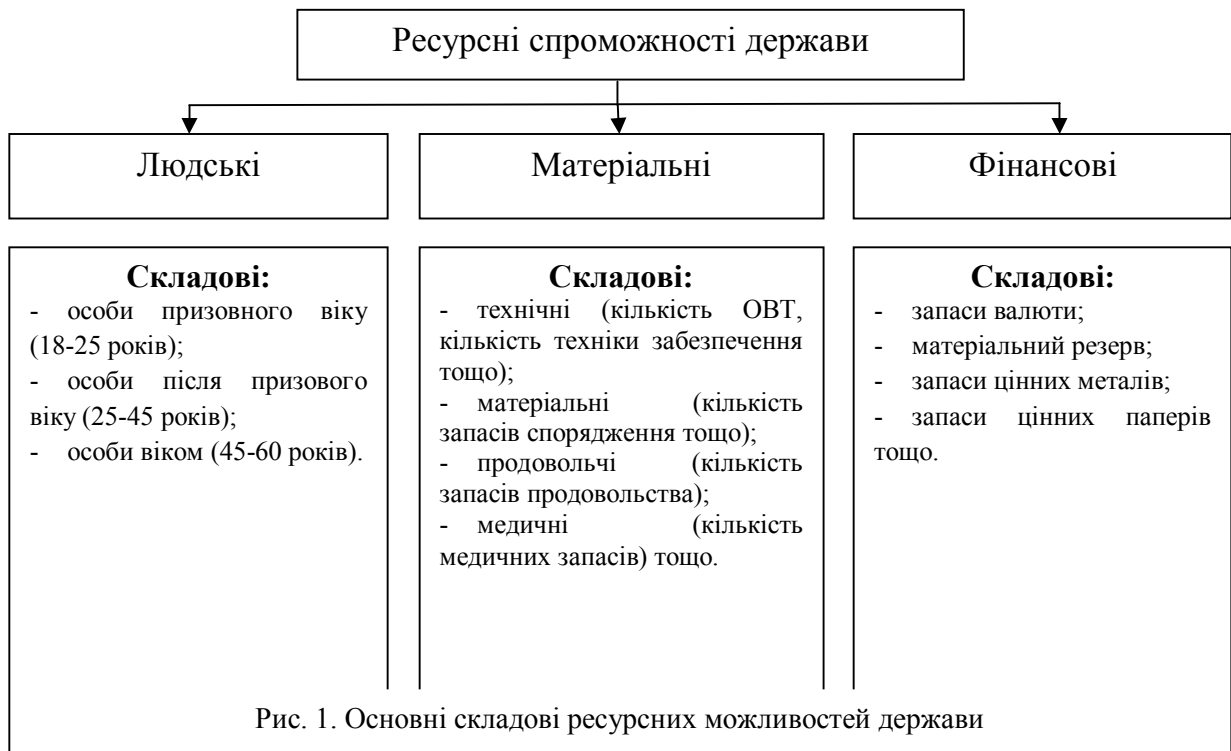 Ресурсні спроможності держави
Людські
Матеріальні
Фінансові
Складові:
- особи призовного віку
(18-25 років);
- особи після призового
віку (25-45 років);
- особи віком (45-60 років).
Складові:
- технічні (кількість ОВТ,
кількість техніки забезпечення
тощо);
- матеріальні (кількість
запасів спорядження тощо);
- продовольчі (кількість
запасів продовольства);
- медичні (кількість
медичних запасів) тощо.
Складові:
- запаси валюти;
- матеріальний резерв;
- запаси цінних металів;
- запаси цінних паперів
тощо.
Рис. 1. Основні складові ресурсних можливостей держави